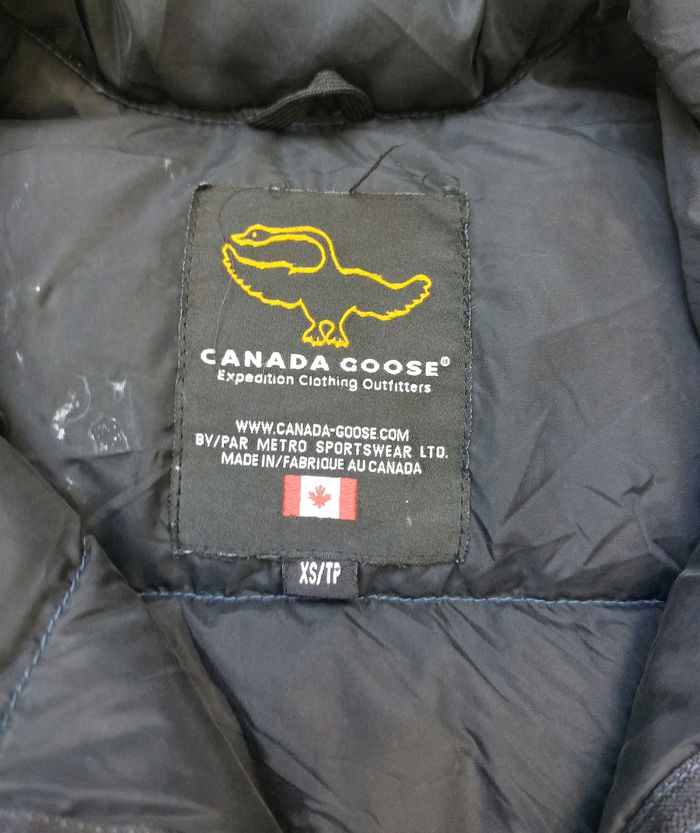 CANADA GOOSE®
Expedition Clothing Outfitters
WWW.CANADA-GOOSE.COM
BY/PAR METRO SPORTSWEAR LTD.
MADE IN/FABRIQUE AU CANADA
XS/TP